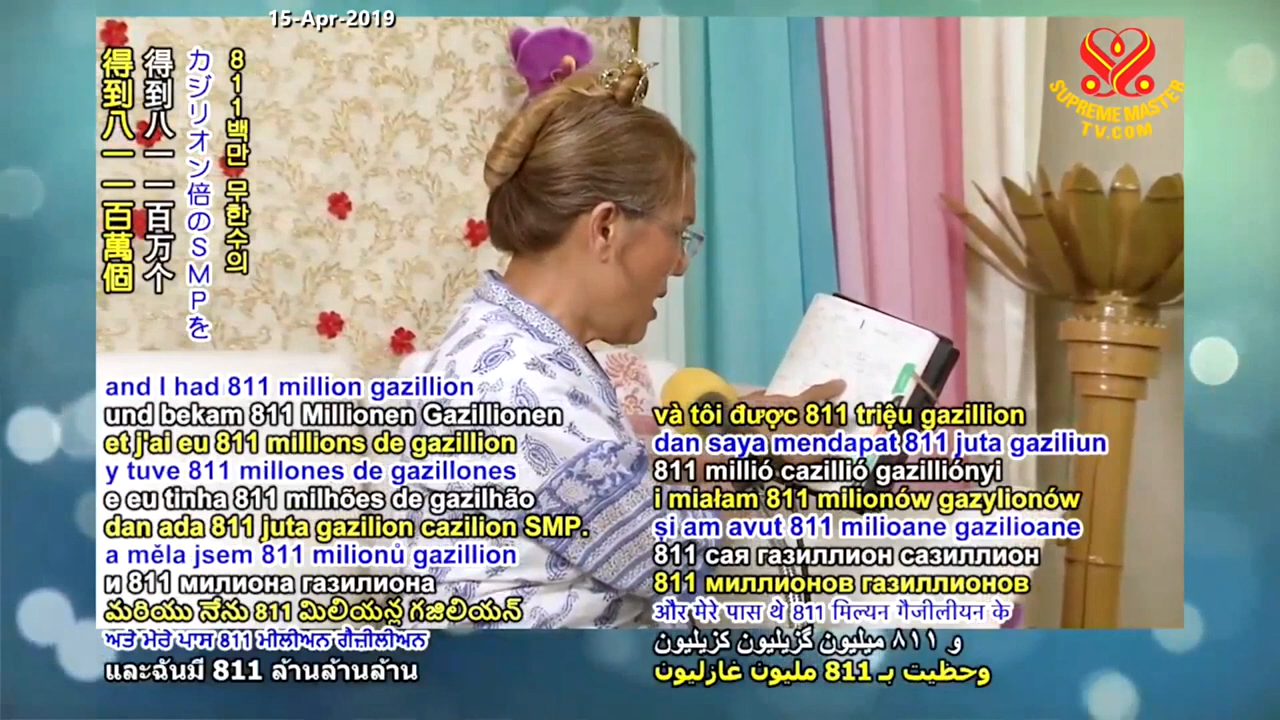 15-Apr-2019
SUPREME MASTER
TV.COM
得到八一一百萬個
得到八一一百万个
カジリオン倍のSMPを
811백만 무한수의
and I had 811 million gazillion
und bekam 811 Millionen Gazillionen
et j'ai eu 811 millions de gazillion
y tuve 811 millones de gazillones
e eu tinha 811 milhões de gazilhão
dan ada 811 juta gazilion cazilion SMP.
a měla jsem 811 milionů gazillion
и 811 милиона газилиона
మరియు నేను 811 మిలియన్ల గజిలియన్
ਅਤੇ ਮੇਰੇ ਪਾਸ 811 ਮੀਲੀਅਨ ਗੈਜ਼ੀਲੀਅਨ
และฉันมี 811 ล้านล้านล้าน
và tôi được 811 triệu gazillion
dan saya mendapat 811 juta gaziliun
811 millió cazillió gazilliónyi
i miałam 811 milionów gazylionów
și am avut 811 milioane gazilioane
811 сая газиллион сазиллион
811 миллионов газиллионов
और मेरे पास थे 811 मिल्यन गैजीलीयन के
و ٨١١ میلیون گزیلیون کزیلیون
وحظيت بـ 811 مليون غازليون